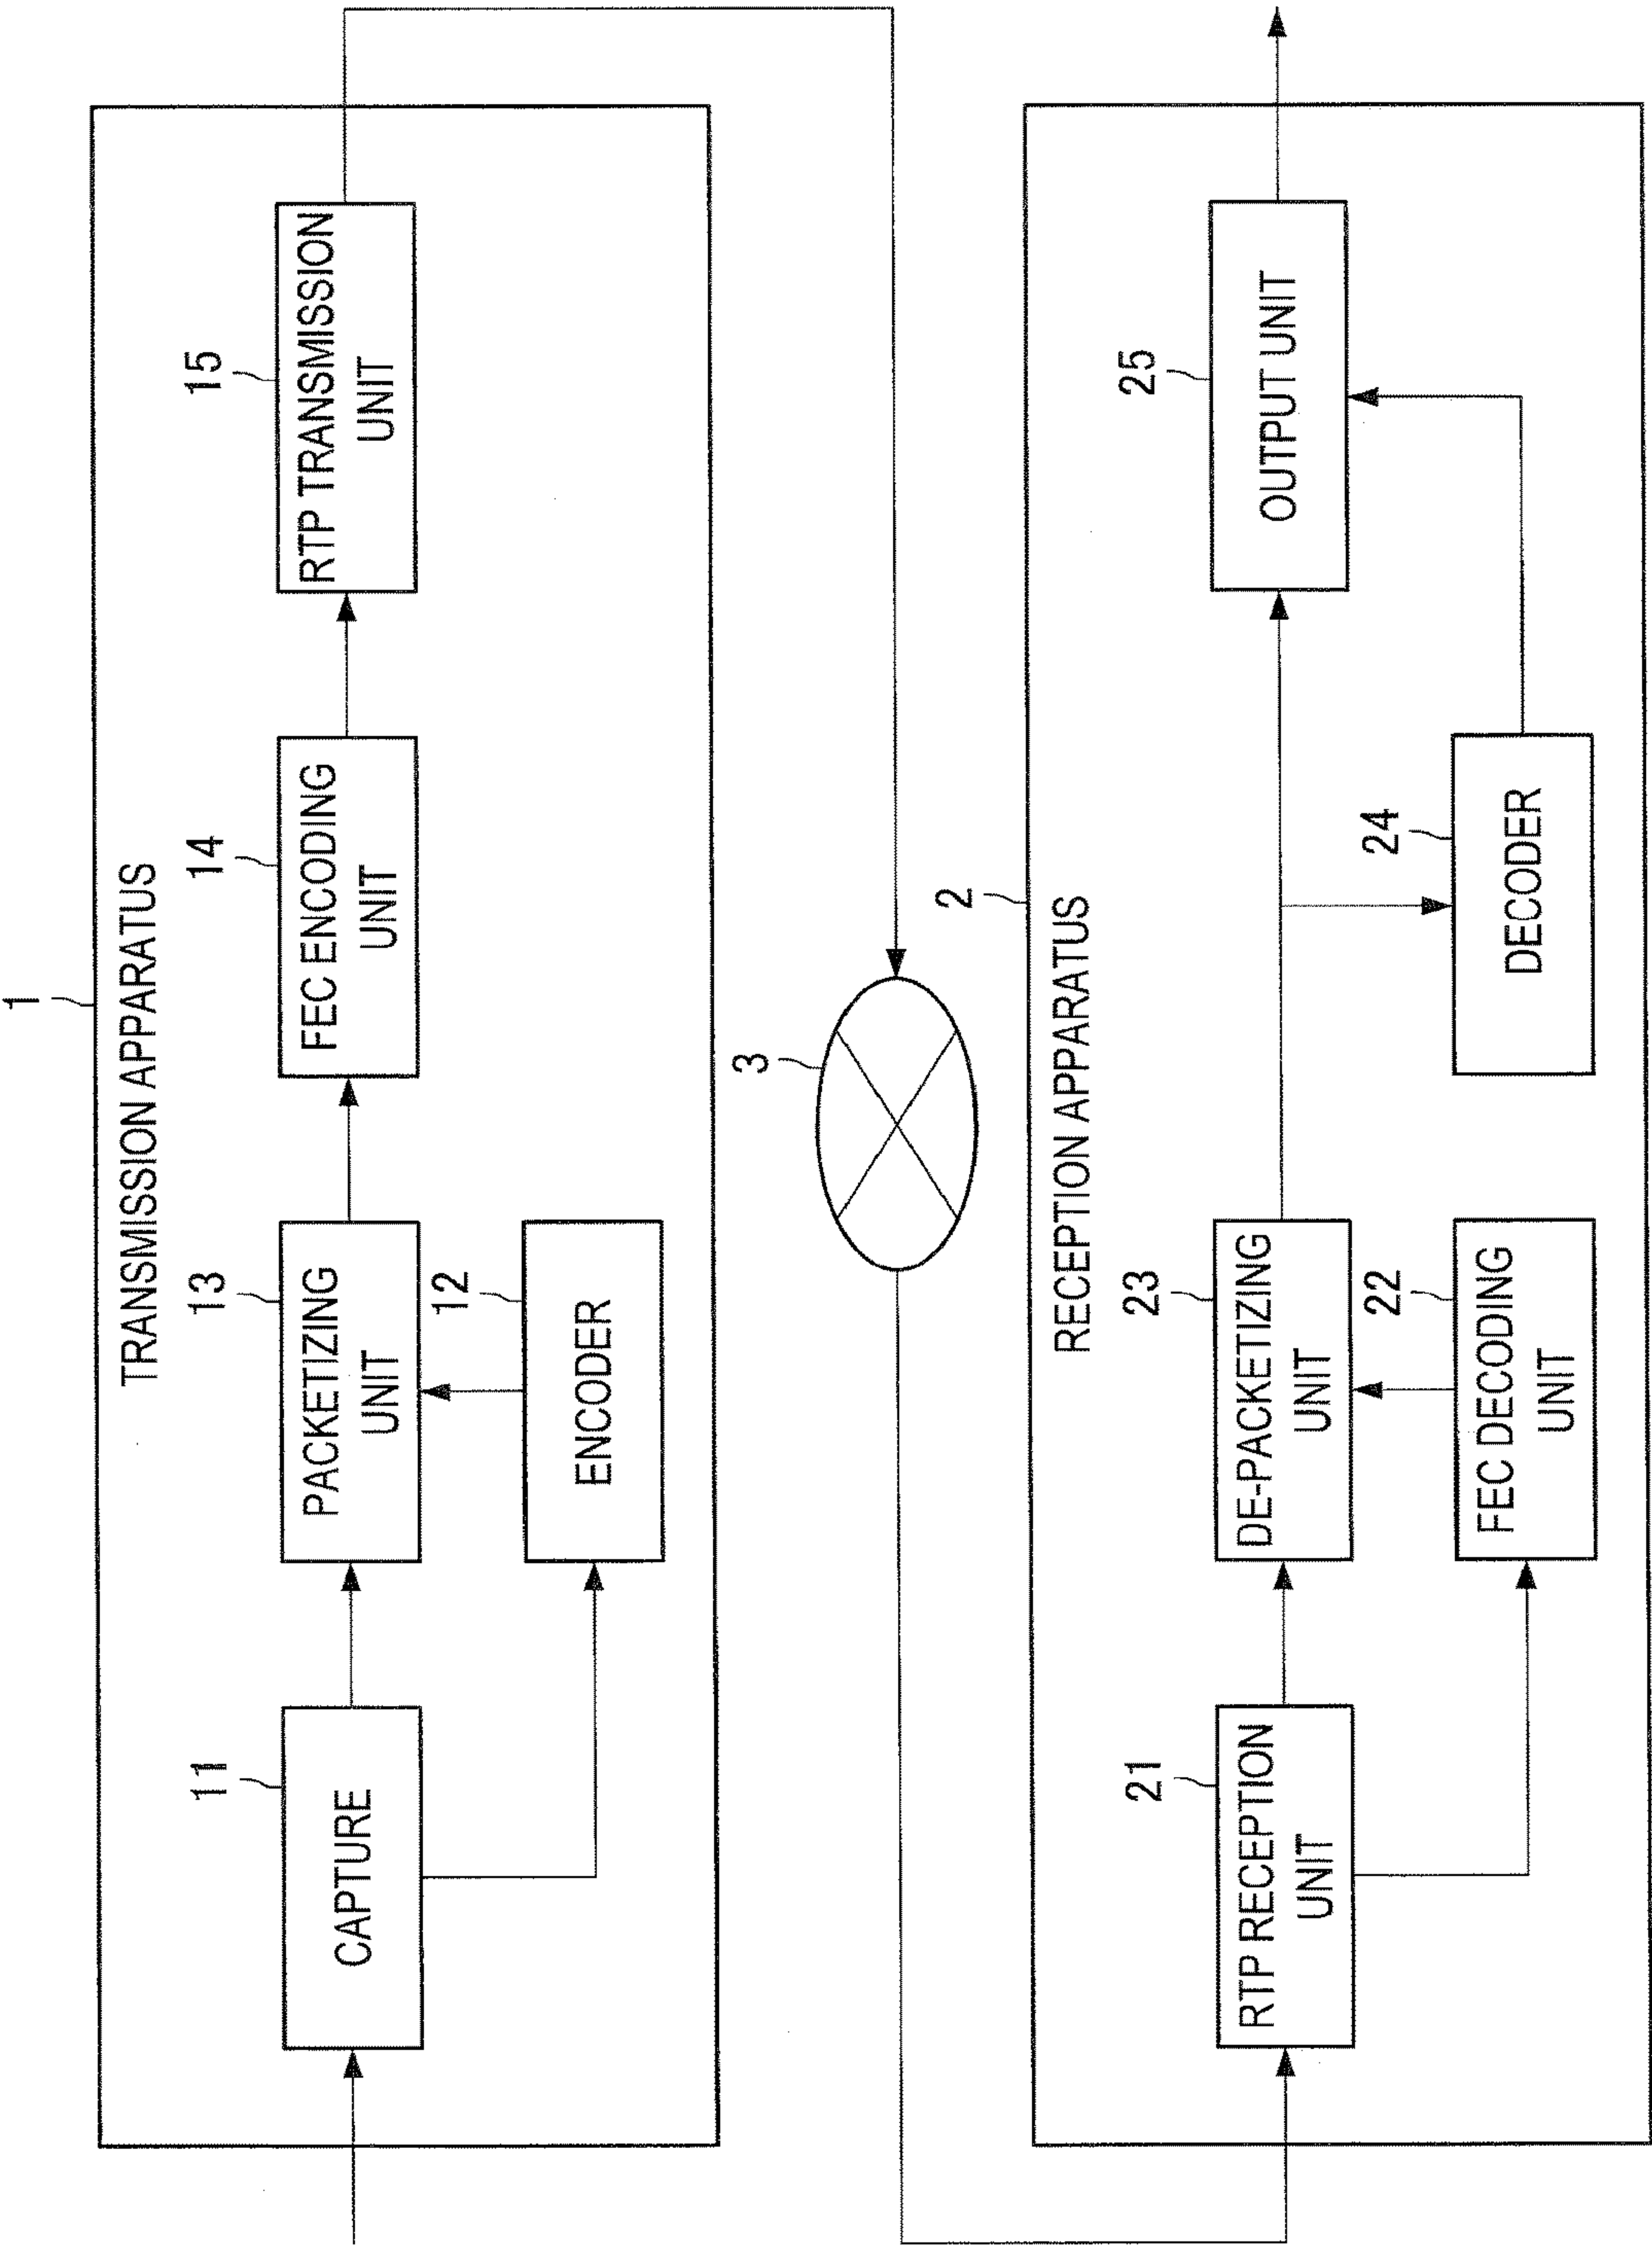 1
TRANSMISSION APPARATUS
11
CAPTURE
13
PACKETIZING
UNIT
12
ENCODER
14
FEC ENCODING
UNIT
15
RTP TRANSMISSION
UNIT
3
2
RECEPTION APPARATUS
21
RTP RECEPTION
UNIT
23
DE-PACKETIZING
UNIT
22
FEC DECODING
UNIT
24
DECODER
25
OUTPUT UNIT